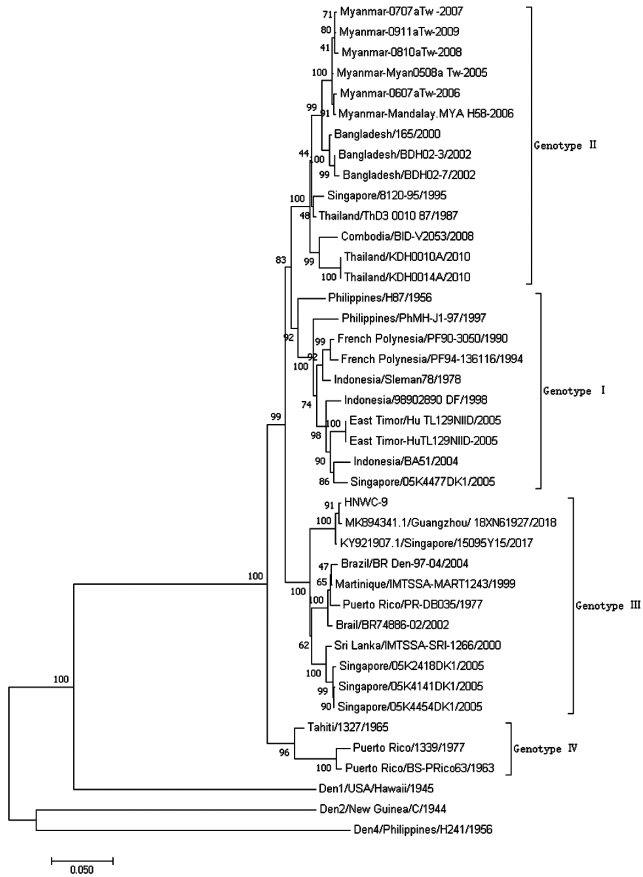 Myanmar-0707aTw -2007
71
Myanmar-0911aTw-2009
80
Myanmar-0810aTw-2008
41
Myanmar-Myan0508a Tw-2005
100
Myanmar-0607aTw-2006
Myanmar-Mandalay.MYA H58-2006
91
99
Bangladesh/165/2000
Bangladesh/BDH02-3/2002
100
Bangladesh/BDH02-7/2002
99
44
Genotype II
Singapore/8120-95/1995
100
Thailand/ThD3 0010 87/1987
48
Combodia/BID-V2053/2008
Thailand/KDH0010A/2010
99
Thailand/KDH0014A/2010
100
83
Philippines/H87/1956
Philippines/PhMH-J1-97/1997
92
French Polynesia/PF90-3050/1990
99
French Polynesia/PF94-136116/1994
92
100
Indonesia/Sleman78/1978
Genotype I
Indonesia/98902890 DF/1998
74
East Timor/Hu TL129NIID/2005
100
East Timor-HuTL129NIID-2005
98
Indonesia/BA51/2004
90
Singapore/05K4477DK1/2005
86
99
HNWC-9
91
MK894341.1/Guangzhou/ 18XN61927/2018
100
KY921907.1/Singapore/15095Y15/2017
Brazil/BR Den-97-04/2004
47
Martinique/IMTSSA-MART1243/1999
65
100
Puerto Rico/PR-DB035/1977
100
Genotype III
Brail/BR74886-02/2002
Sri Lanka/IMTSSA-SRI-1266/2000
62
Singapore/05K2418DK1/2005
100
Singapore/05K4141DK1/2005
99
Singapore/05K4454DK1/2005
90
100
Tahiti/1327/1965
Puerto Rico/1339/1977
96
Puerto Rico/BS-PRico63/1963
100
Genotype IV
100
Den1/USA/Hawaii/1945
Den2/New Guinea/C/1944
Den4/Philippines/H241/1956
0.050